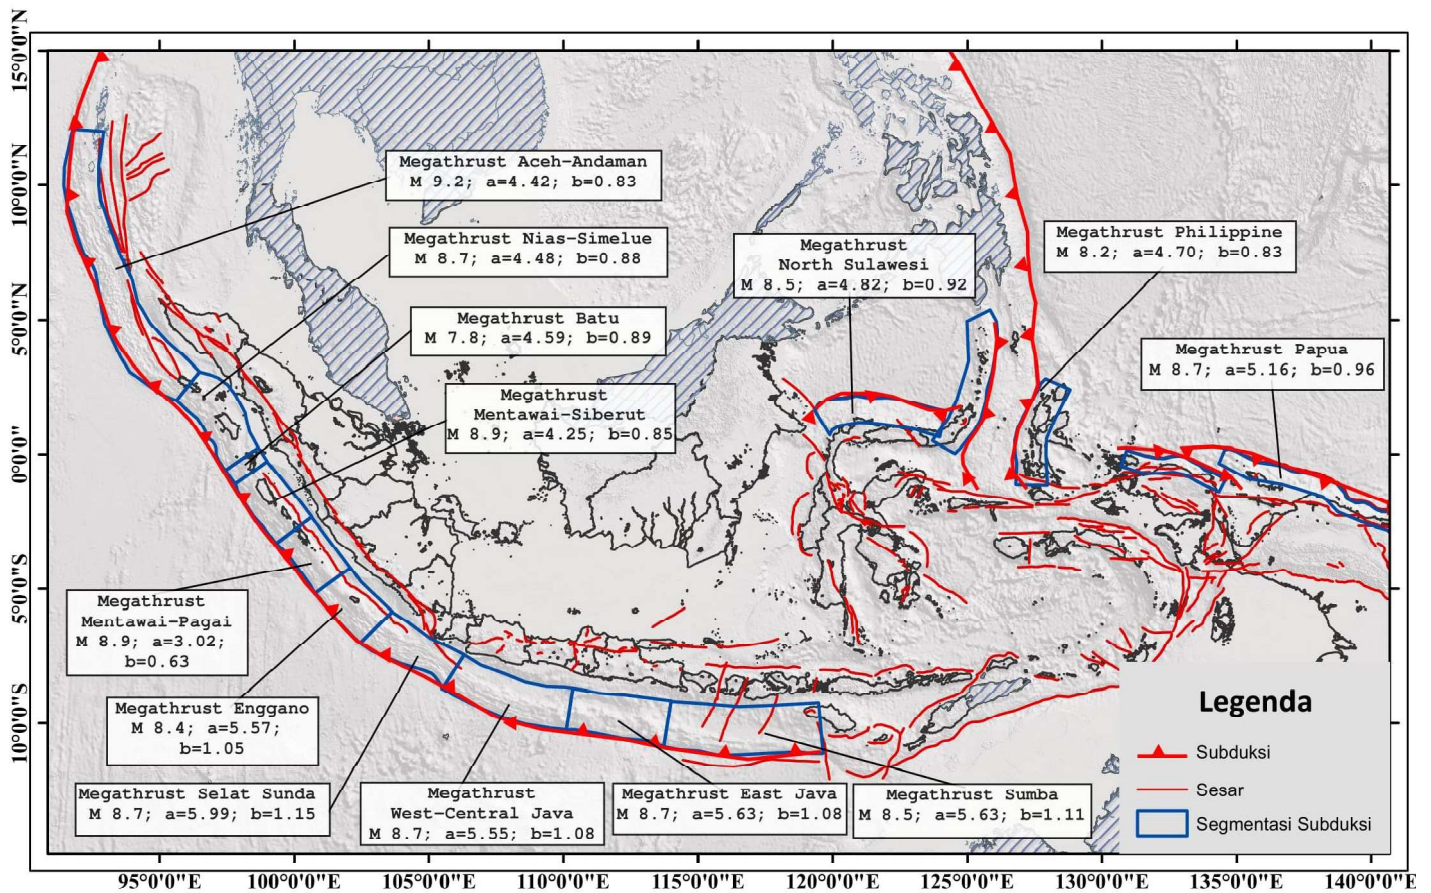 Megathrust Aceh-Andaman
M 9.2; a=4.42; b=0.83
Megathrust Nias-Simelue
M 8.7; a=4.48; b=0.88
Megathrust Batu
M 7.8; a=4.59; b=0.89
Megathrust
Mentawai-Siberut
M 8.9; a=4.25; b=0.85
Megathrust
North Sulawesi
M 8.5; a=4.82; b=0.92
Megathrust Philippine
M 8.2; a=4.70; b=0.83
Megathrust Papua
M 8.7; a=5.16; b=0.96
Megathrust
Mentawai-Pagai
M 8.9; a=3.02;
b=0.63
Megathrust Enggano
M 8.4; a=5.57;
b=1.05
Megathrust Selat Sunda
M 8.7; a=5.99; b=1.15
Megathrust
West-Central Java
M 8.7; a=5.55; b=1.08
Megathrust East Java
M 8.7; a=5.63; b=1.08
Megathrust Sumba
M 8.5; a=5.63; b=1.11
Legenda
Subduksi
Sesar
Segmentasi Subduksi
15°0'0"N
10°0'0"N
5°0'0"N
0°0'0"N
5°0'0"S
10°0'0"S
95°0'0"E
100°0'0"E
105°0'0"E
110°0'0"E
115°0'0"E
120°0'0"E
125°0'0"E
130°0'0"E
135°0'0"E
140°0'0"E